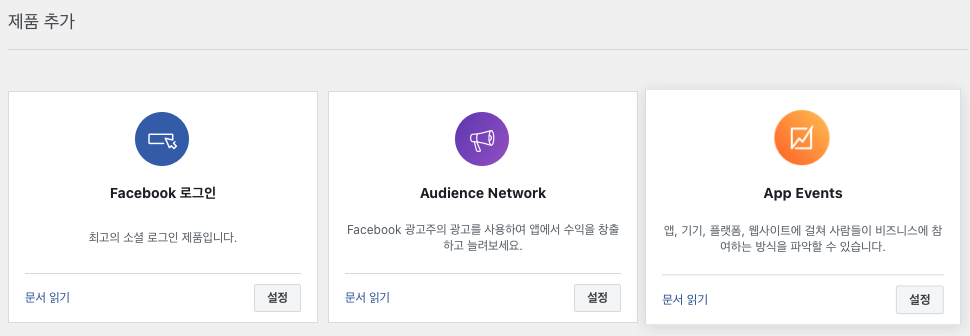 제품 추가
Facebook 로그인
최고의 소셜 로그인 제품입니다.
문서 읽기
설정
Audience Network
Facebook 광고주의 광고를 사용하여 앱에서 수익을 창출
하고 늘려보세요.
문서 읽기
설정
App Events
앱, 기기, 플랫폼, 웹사이트에 걸쳐 사람들이 비즈니스에 참
여하는 방식을 파악할 수 있습니다.
문서 읽기
설정